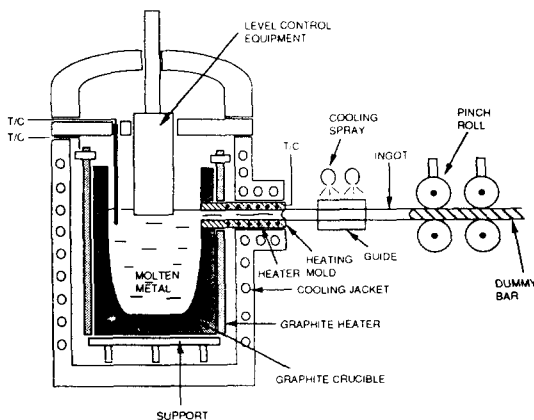 LEVEL CONTROL
EQUIPMENT
T/C
T/C
COOLING
SPRAY
T/C
INGOT
PINCH
ROLL
MOLTEN
METAL
HEATING
MOLD
HEATER
GUIDE
COOLING JACKET
DUMMY
BAR
GRAPHITE HEATER
GRAPHITE CRUCIBLE
SUPPORT